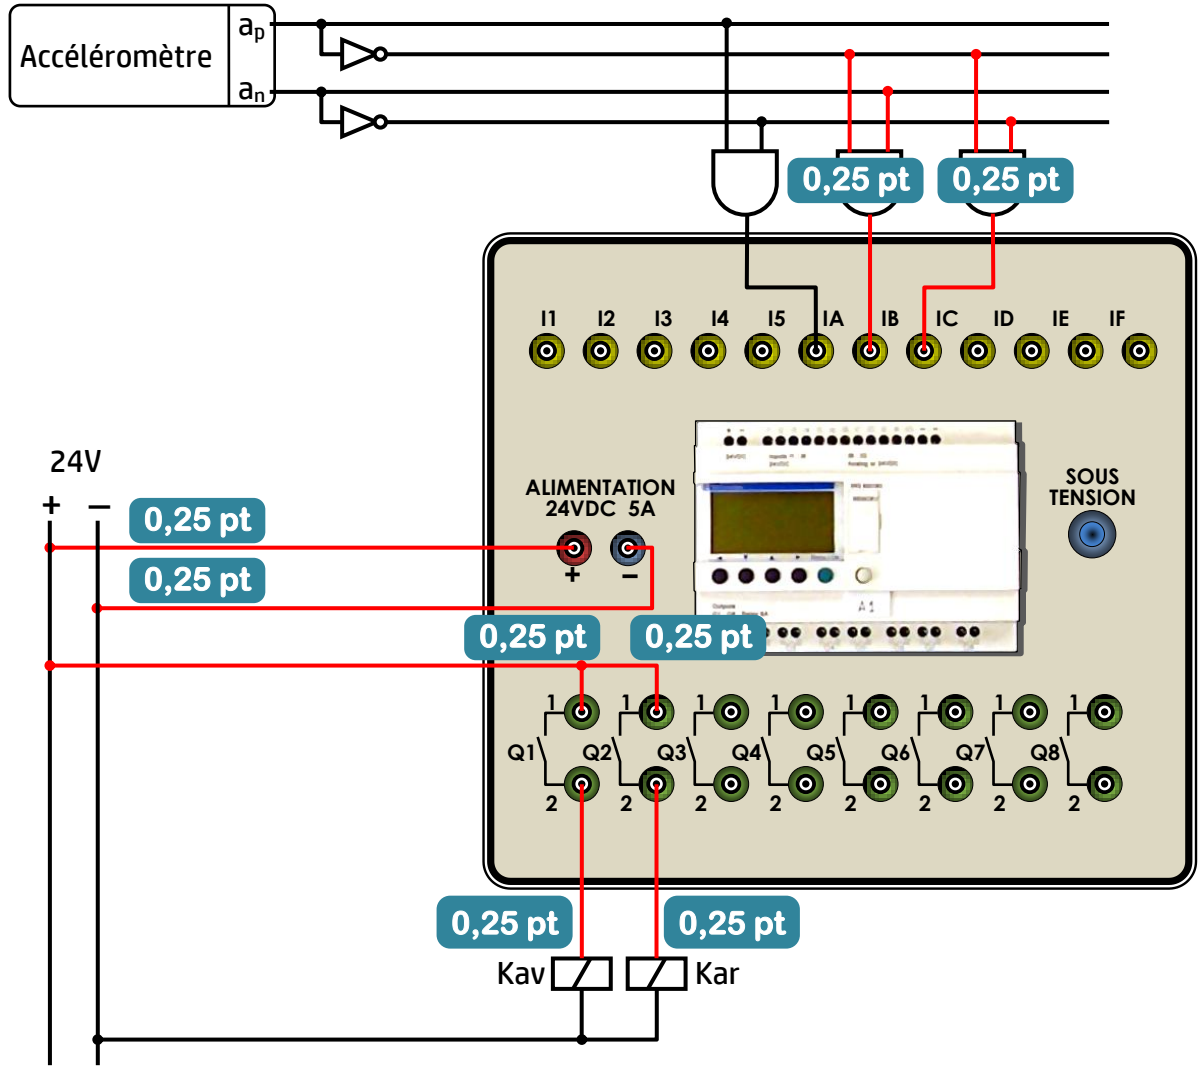 Accéléromètre
ap
an
0,25 pt
0,25 pt
I1 I2 I3 I4 I5 IA IB IC ID IE IF
24V
+ −
0,25 pt
0,25 pt
ALIMENTATION
24VDC 5A
+ −
SOUS
TENSION
24VDC
A1
0,25 pt
0,25 pt
1 1 1 1 1 1 1 1
Q1 Q2 Q3 Q4 Q5 Q6 Q7 Q8
2 2 2 2 2 2 2 2
0,25 pt
0,25 pt
Kav
Kar